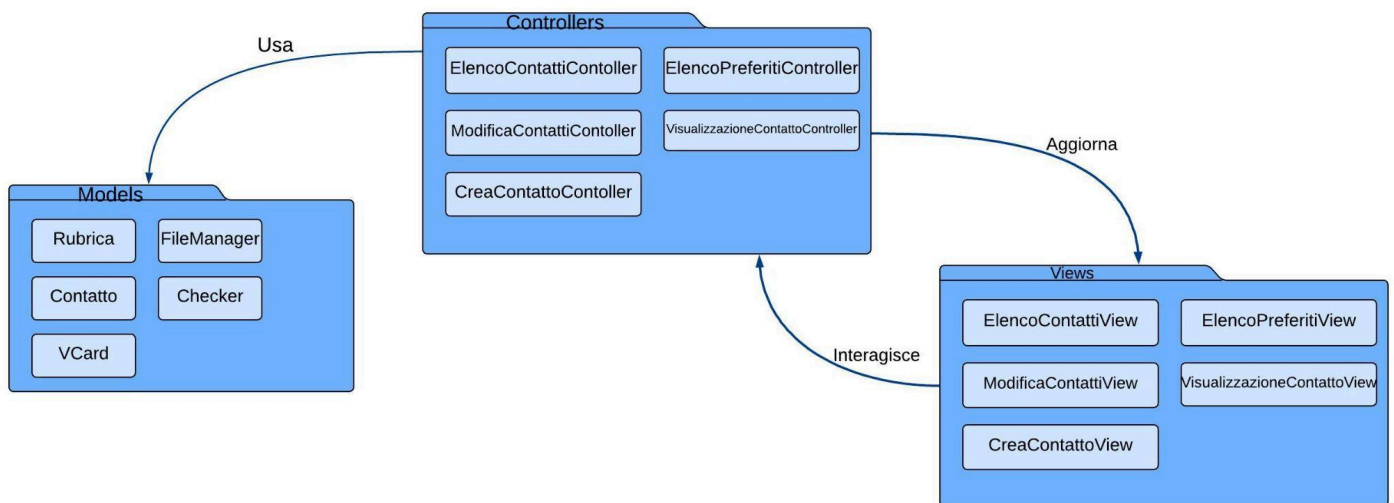 Controllers
Usa
ElencoContattiContoller
ElencoPreferitiController
ModificaContattiContoller
VisualizzazioneContattoController
CreaContattoContoller
Aggiorna
Models
Rubrica
FileManager
Contatto
Checker
VCard
Interagisce
Views
ElencoContattiView
ElencoPreferitiView
ModificaContattiView
VisualizzazioneContattoView
CreaContattoView